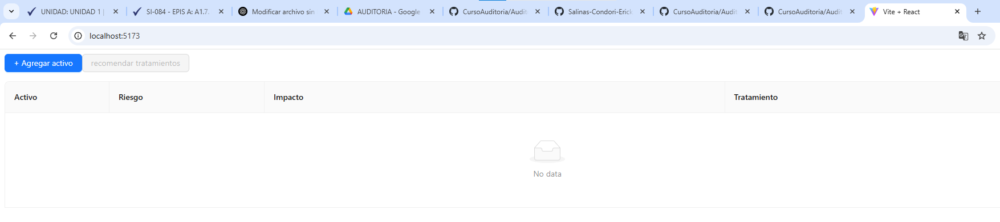 UNIDAD: UNIDAD 1 |
SI-084 - EPIS A: A1.7.
Modificar archivo sin
AUDITORIA - Google
CursoAuditoria/Audit
Salinas-Condori-Erick
CursoAuditoria/Audit
CursoAuditoria/Audit
Vite + React
localhost:5173
+ Agregar activo
recomendar tratamientos
Activo
Riesgo
Impacto
Tratamiento
No data